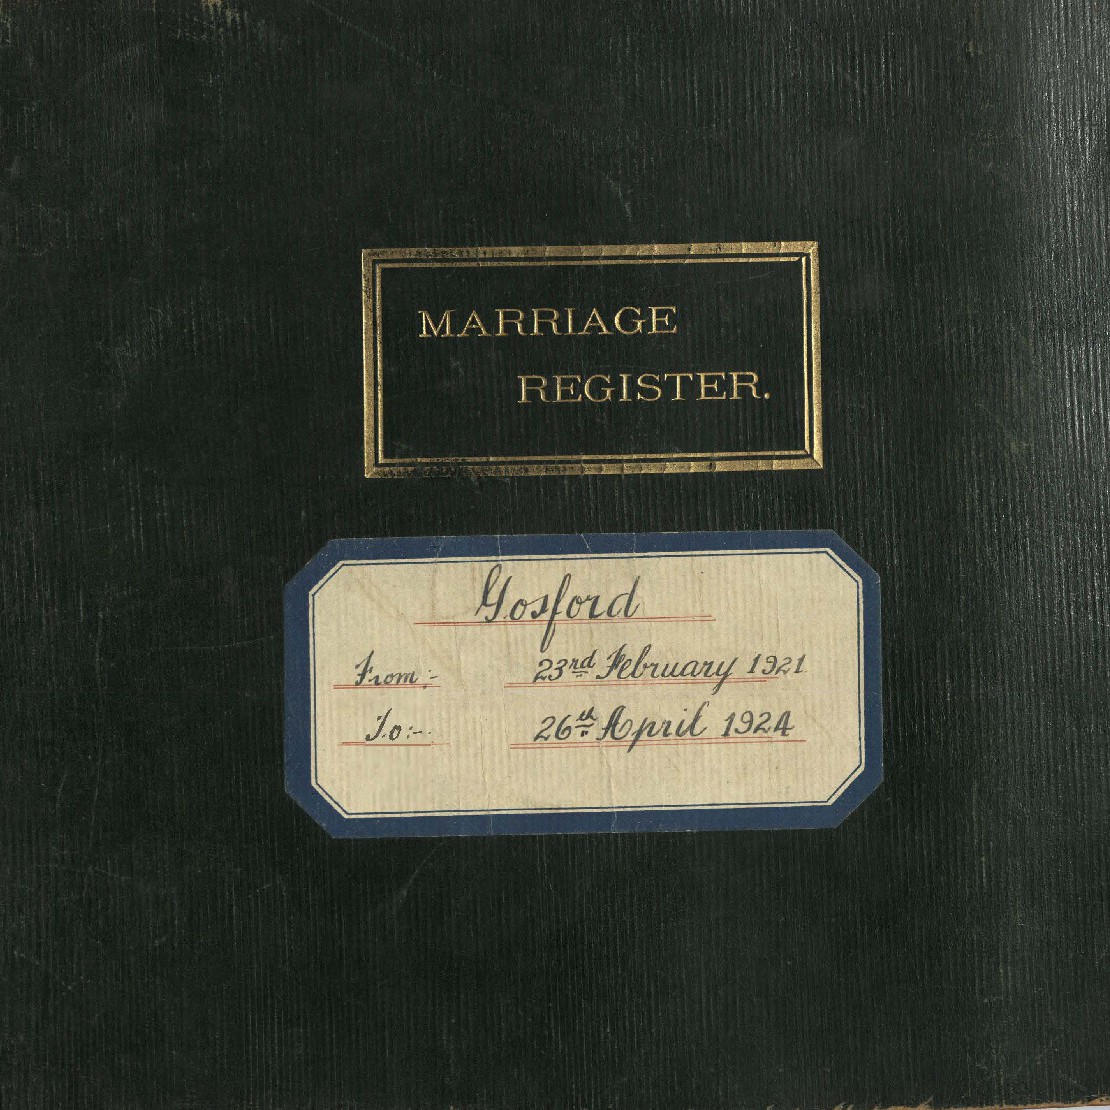 MARRIAGE
REGISTER.
Gosford
From:- 23rd February 1921
To:- 26th April 1924